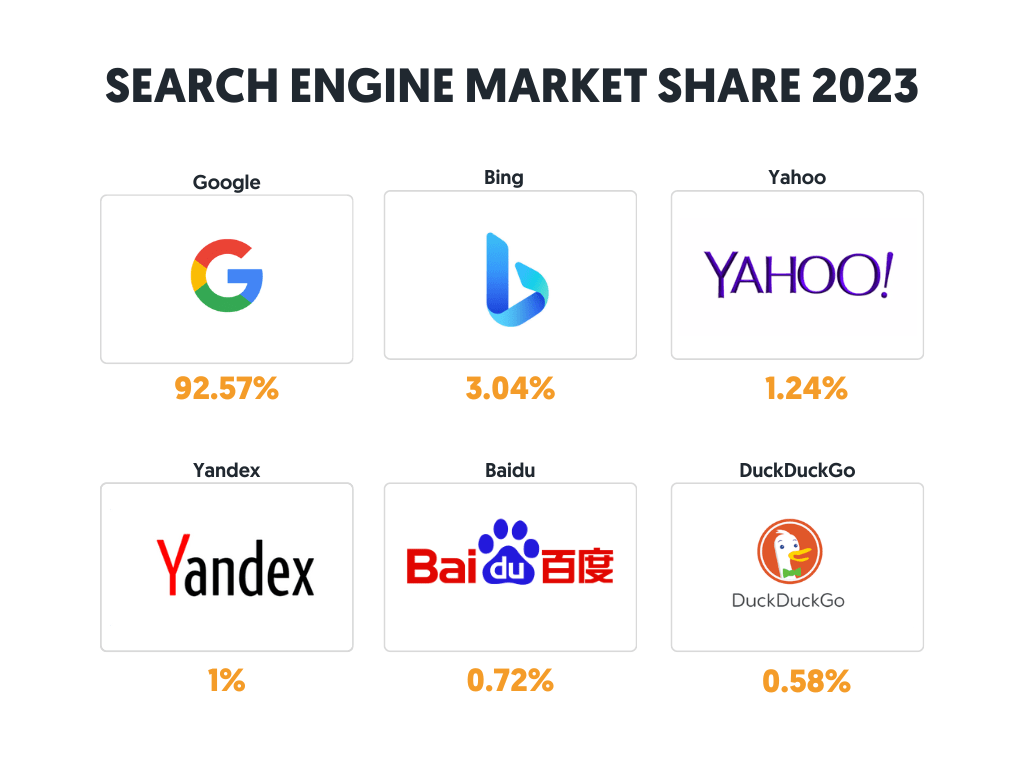 SEARCH ENGINE MARKET SHARE 2023
Google
Bing
Yahoo
YAHOO!
92.57%
3.04%
1.24%
Yandex
Baidu
DuckDuckGo
Yandex
Bai du 百度
DuckDuckGo
1%
0.72%
0.58%